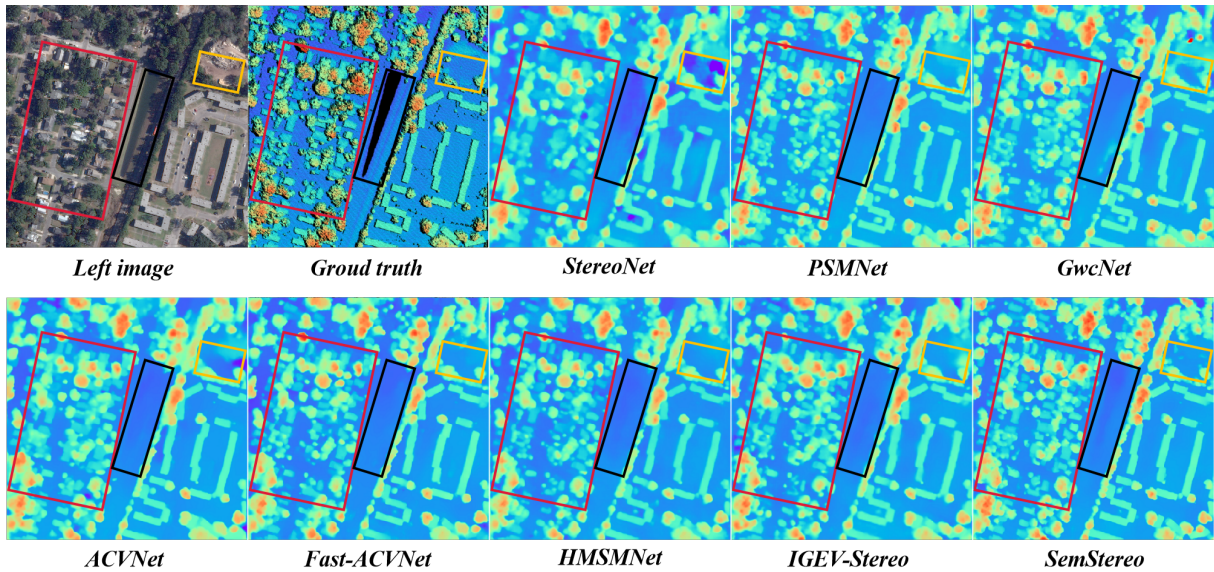 Left image
Groud truth
StereoNet
PSMNet
GwcNet
ACVNet
Fast-ACVNet
HMSMNet
IGEV-Stereo
SemStereo